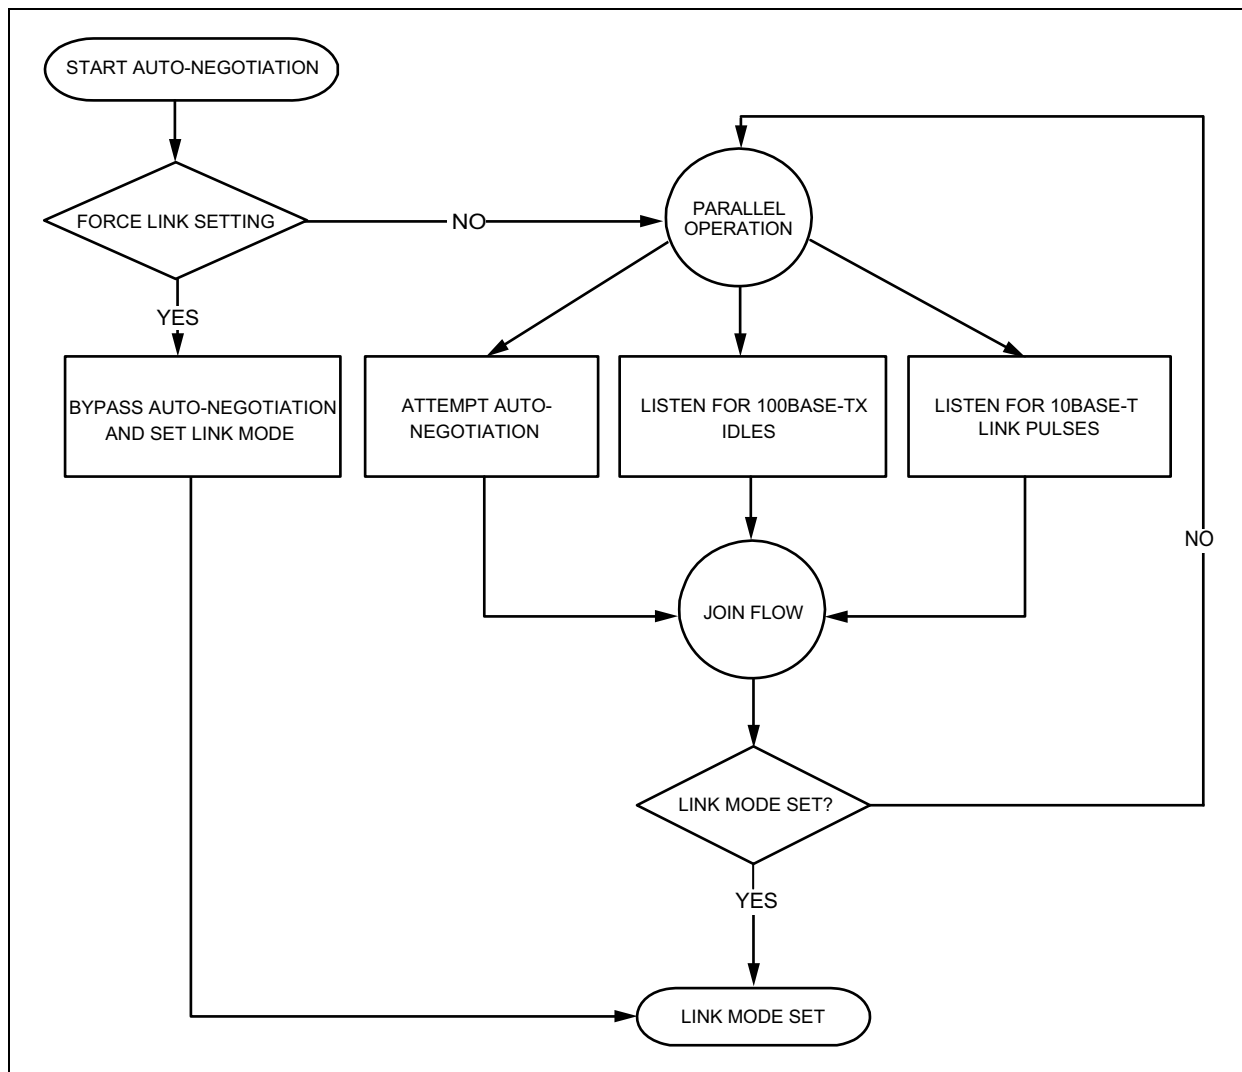 START AUTO-NEGOTIATION
FORCE LINK SETTING
NO
PARALLEL
OPERATION
YES
BYPASS AUTO-NEGOTIATION
AND SET LINK MODE
ATTEMPT AUTO-
NEGOTIATION
LISTEN FOR 100BASE-TX
IDLES
LISTEN FOR 10BASE-T
LINK PULSES
NO
JOIN FLOW
LINK MODE SET?
YES
LINK MODE SET